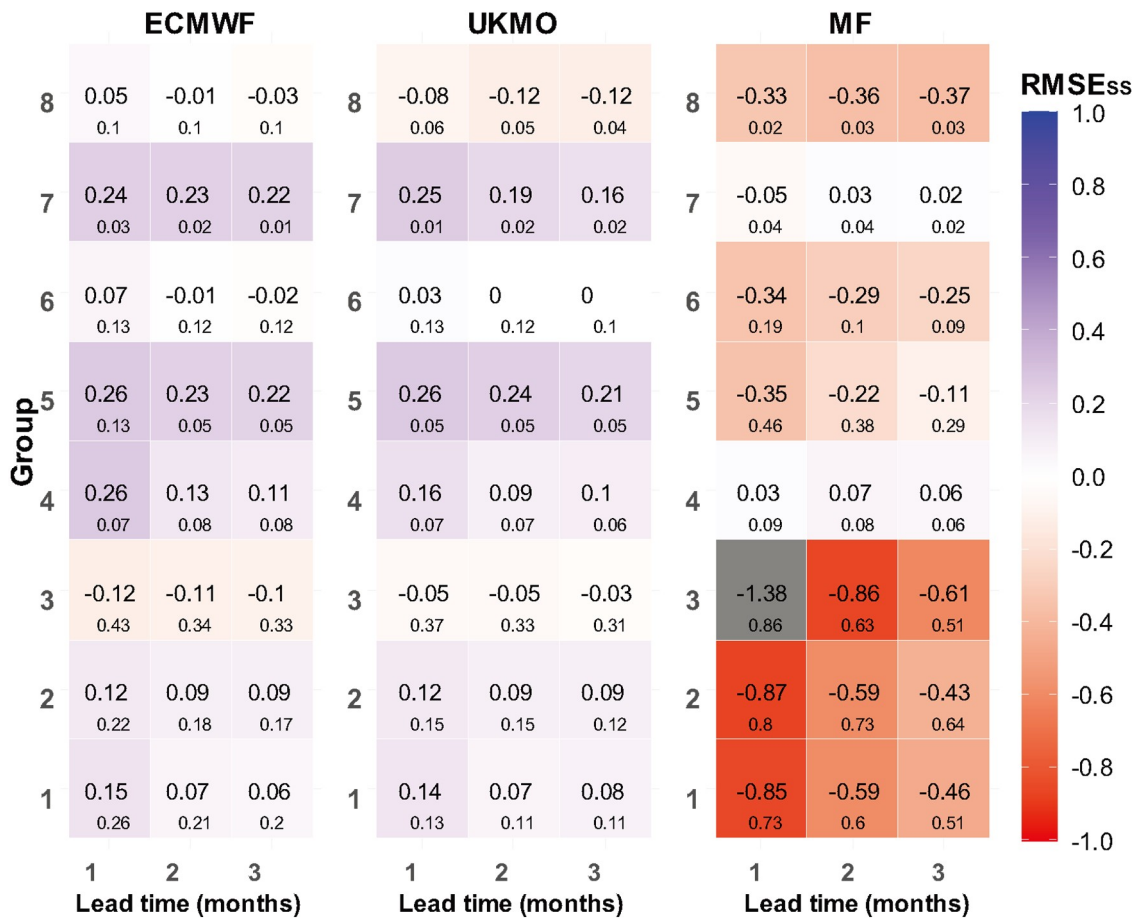 ECMWF UKMO MF
RMSEss
8 0.05 -0.01 -0.03 8 -0.08 -0.12 -0.12 8 -0.33 -0.36 -0.37
0.1 0.1 0.1 0.06 0.05 0.04 0.02 0.03 0.03
7 0.24 0.23 0.22 7 0.25 0.19 0.16 7 -0.05 0.03 0.02
0.03 0.02 0.01 0.01 0.02 0.02 0.04 0.04 0.02
6 0.07 -0.01 -0.02 6 0.03 0 0 6 -0.34 -0.29 -0.25
0.13 0.12 0.12 0.13 0.12 0.1 0.19 0.1 0.09
5 0.26 0.23 0.22 5 0.26 0.24 0.21 5 -0.35 -0.22 -0.11
0.13 0.05 0.05 0.05 0.05 0.05 0.46 0.38 0.29
Group
4 0.26 0.13 0.11 4 0.16 0.09 0.1 4 0.03 0.07 0.06
0.07 0.08 0.08 0.07 0.07 0.06 0.09 0.08 0.06
3 -0.12 -0.11 -0.1 3 -0.05 -0.05 -0.03 3 -1.38 -0.86 -0.61
0.43 0.34 0.33 0.37 0.33 0.31 0.86 0.63 0.51
2 0.12 0.09 0.09 2 0.12 0.09 0.09 2 -0.87 -0.59 -0.43
0.22 0.18 0.17 0.15 0.15 0.12 0.8 0.73 0.64
1 0.15 0.07 0.06 1 0.14 0.07 0.08 1 -0.85 -0.59 -0.46
0.26 0.21 0.2 0.13 0.11 0.11 0.73 0.6 0.51
1 2 3 1 2 3 1 2 3
Lead time (months) Lead time (months) Lead time (months)
1.0
0.8
0.6
0.4
0.2
0.0
-0.2
-0.4
-0.6
-0.8
-1.0